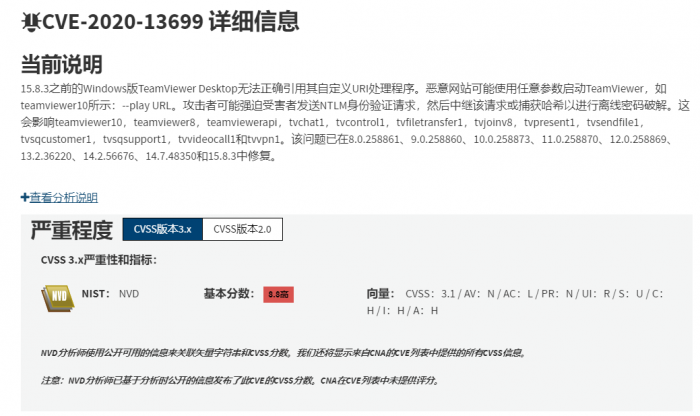 CVE-2020-13699 详细信息
当前说明
15.8.3之前的Windows版TeamViewer Desktop无法正确引用其自定义URI处理程序。恶意网站可能使用任意参数启动TeamViewer，如
teamviewer10所示：--play URL。攻击者可能强迫受害者发送NTLM身份验证请求，然后中继该请求或捕获哈希以进行离线密码破解。这
会影响teamviewer10，teamviewer8，teamviewerapi，tvchat1，tvcontrol1，tvfiletransfer1，tvjoinv8，tvpresent1，tvsendfile1，
tvsqcustomer1，tvsqsupport1，tvvideocall1和tvvpn1。该问题已在8.0.258861、9.0.258860、10.0.258873、11.0.258870、12.0.258869、
13.2.36220、14.2.56676、14.7.48350和15.8.3中修复。
+查看分析说明
严重程度 CVSS版本3.x CVSS版本2.0
CVSS 3.x严重性和指标：
NVD NIST： NVD 基本分数： 8.8高 向量： CVSS：3.1 / AV：N / AC：L / PR：N / UI：R / S：U / C：
H / I：H / A：H
NVD分析师使用公开可用的信息来关联矢量字符串和CVSS分数。我们还将显示来自CNA的CVE列表中提供的所有CVSS信息。
注意：NVD分析师已基于分析时公开的信息发布了此CVE的CVSS分数。CNA在CVE列表中未提供评分。